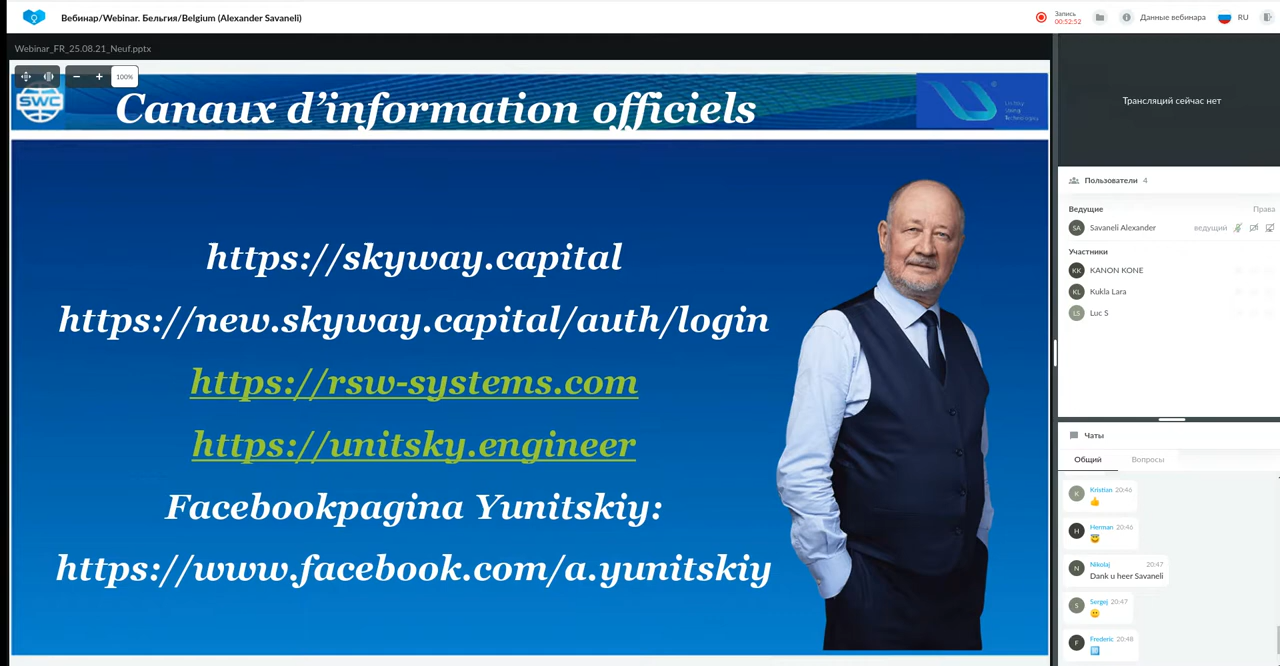 Вебинар/Webinar. Бельгия/Belgium (Alexander Savaneli)
Запись
00:52:52
Данные вебинара
RU
Webinar_FR_25.08.21_Neuf.pptx
100%
SWC
Canaux d’information officiels
Unitsky
String
Technologies
https://skyway.capital
https://new.skyway.capital/auth/login
https://rsw-systems.com
https://unitsky.engineer
Facebookpagina Yunitskiy:
https://www.facebook.com/a.yunitskiy
Трансляций сейчас нет
Пользователи 4
Ведущие Права
SA Savaneli Alexander ведущий
Участники
KK KANON KONE
KL Kukla Lara
LS Luc S
Чаты
Общий Вопросы
K Kristian 20:46
H Herman 20:46
N Nikolaj 20:47
Dank u heer Savaneli
S Sergej 20:47
F Frederic 20:48